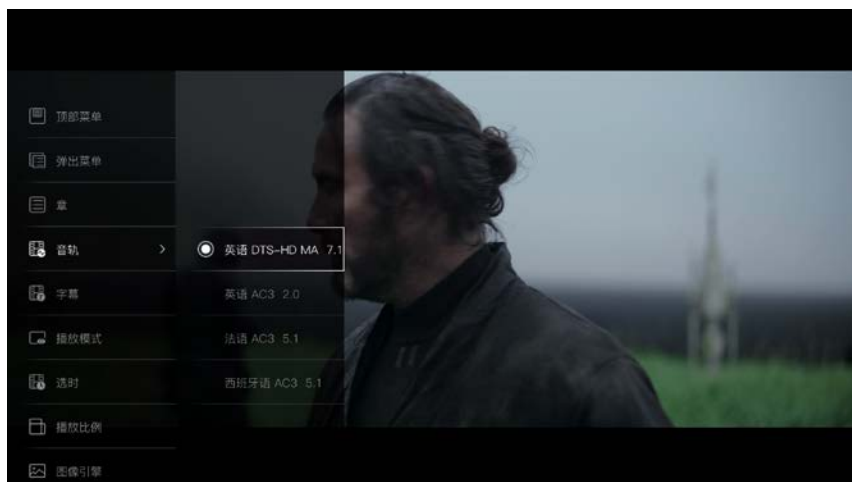 顶部菜单
弹出菜单
章
音轨
字幕
播放模式
选时
播放比例
图像引擎
英语 DTS-HD MA 7.1
英语 AC3 2.0
法语 AC3 5.1
西班牙语 AC3 5.1